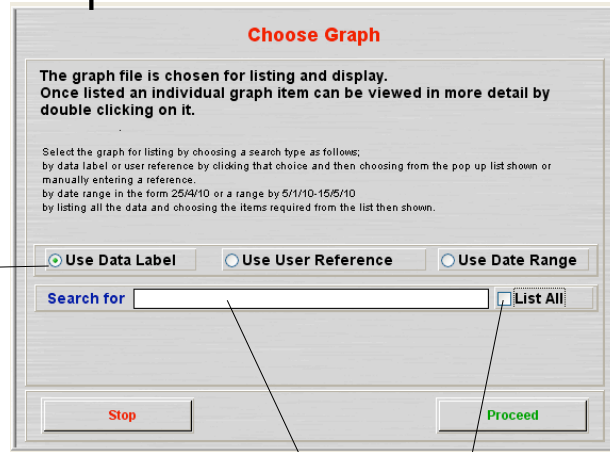 Choose Graph
The graph file is chosen for listing and display.
Once listed an individual graph item can be viewed in more detail by
double clicking on it.
Select the graph for listing by choosing a search type as follows;
by data label or user reference by clicking that choice and then choosing from the pop up list shown or
manually entering a reference.
by date range in the form 25/4/10 or a range by 5/1/10-15/5/10
by listing all the data and choosing the items required from the list then shown.
Use Data Label Use User Reference Use Date Range
Search for List All
Stop Proceed